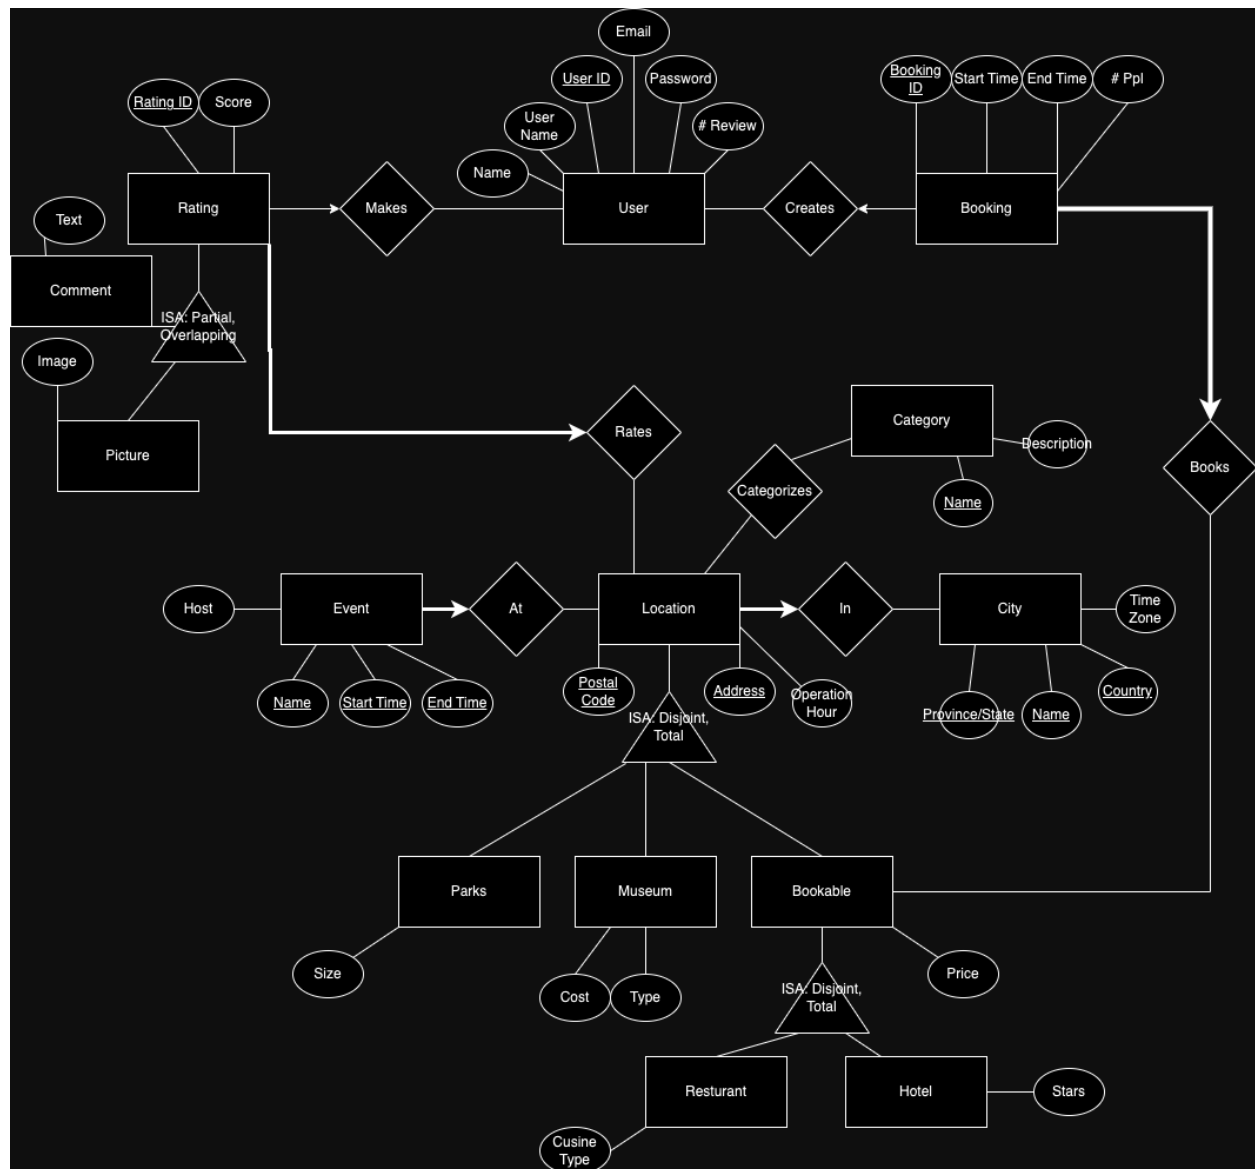 Email
User ID
Password
Booking
ID
Start Time
End Time
# Ppl
Rating ID
Score
User
Name
# Review
Name
Rating
Makes
User
Creates
Booking
Text
Comment
ISA: Partial,
Overlapping
Image
Picture
Rates
Category
Description
Categorizes
Name
Books
Host
Event
At
Location
In
City
Time
Zone
Name
Start Time
End Time
Postal
Code
Address
Operation
Hour
Province/State
Name
Country
ISA: Disjoint,
Total
Parks
Museum
Bookable
Size
Cost
Type
Price
ISA: Disjoint,
Total
Resturant
Hotel
Stars
Cusine
Type